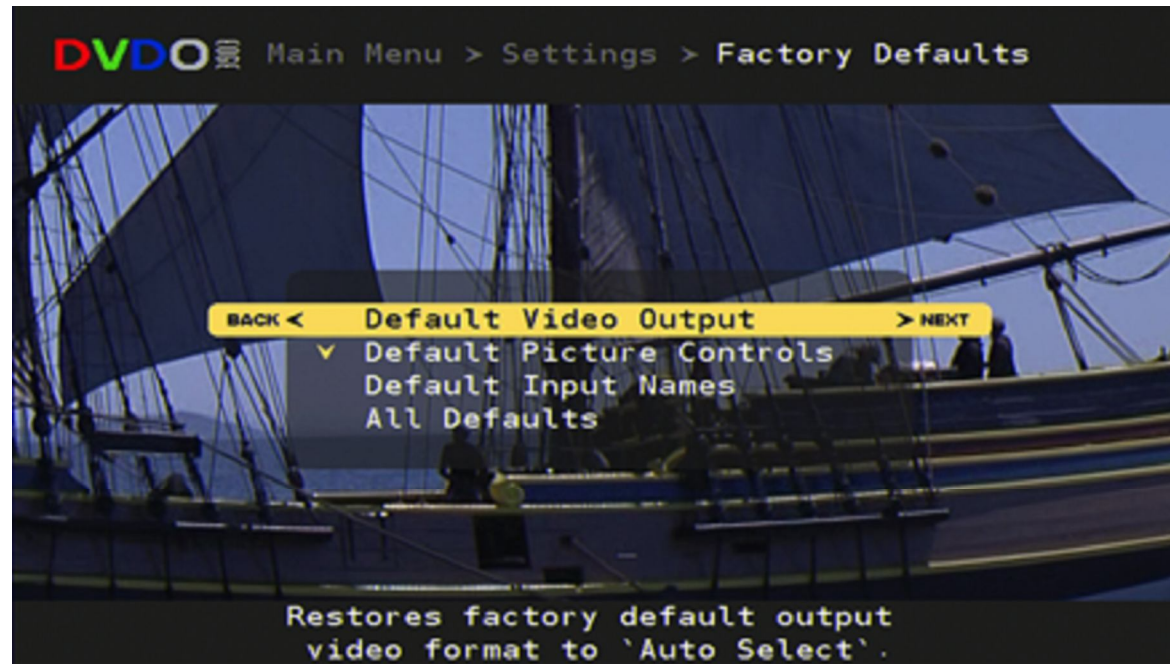 DVDO EDGE Main Menu > Settings > Factory Defaults
BACK < Default Video Output > NEXT
Default Picture Controls
Default Input Names
All Defaults
Restores factory default output
video format to `Auto Select`.